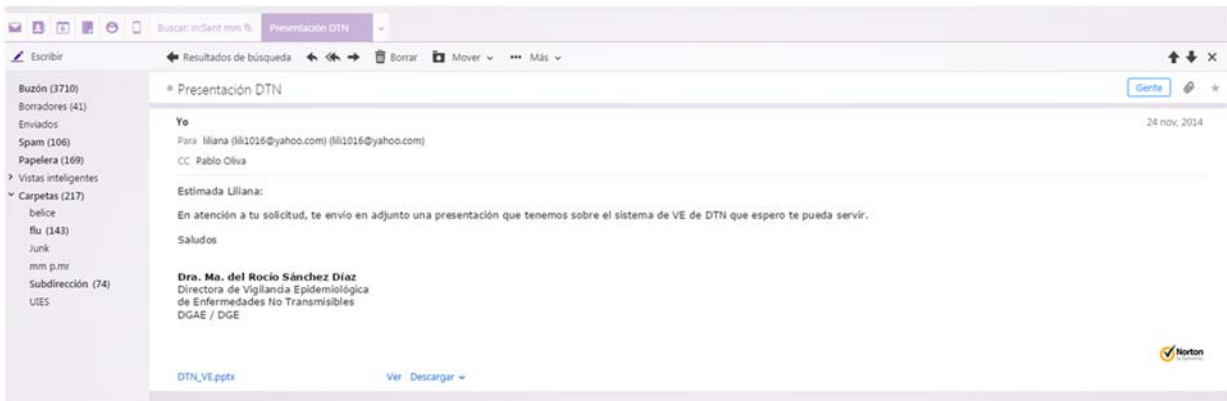 Buscar: in:Sent mm fl
Presentación DTN
Escribir
Resultados de búsqueda
Borrar
Mover
Más
Buzón (3710)
Presentación DTN
Gente
Borradores (41)
Enviados
Spam (106)
Papelera (169)
Vistas inteligentes
Carpetas (217)
belice
flu (143)
Junk
mm p.mr
Subdirección (74)
UIES
Yo
24 nov, 2014
Para liliana (lili1016@yahoo.com) (lili1016@yahoo.com)
CC Pablo Oliva
Estimada Liliana:
En atención a tu solicitud, te envío en adjunto una presentación que tenemos sobre el sistema de VE de DTN que espero te pueda servir.
Saludos
Dra. Ma. del Rocío Sánchez Díaz
Directora de Vigilancia Epidemiológica
de Enfermedades No Transmisibles
DGAE / DGE
Norton
DTN_VE.pptx
Ver Descargar